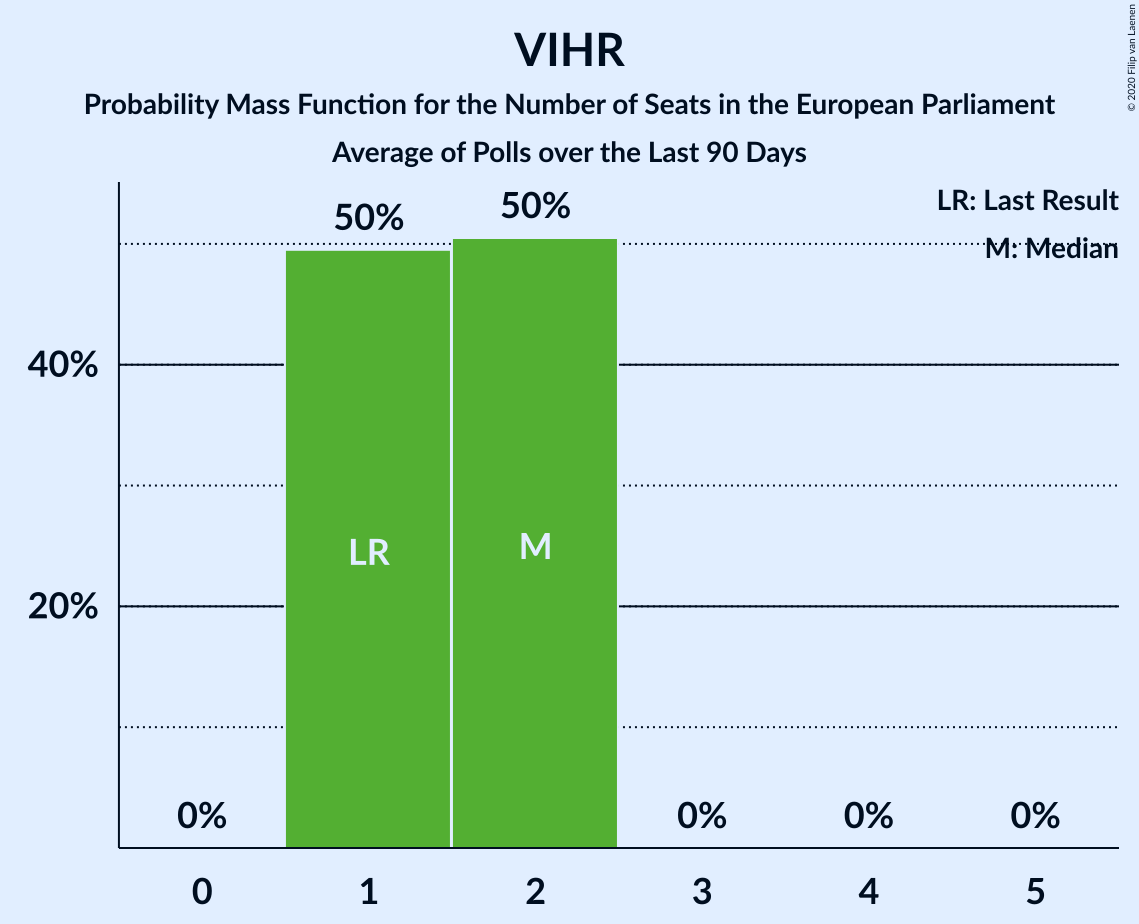 VIHR
Probability Mass Function for the Number of Seats in the European Parliament
Average of Polls over the Last 90 Days
© 2020 Filip van Laenen
LR: Last Result
M: Median
50%
50%
40%
LR
M
20%
0%
0%
0%
0%
0
1
2
3
4
5